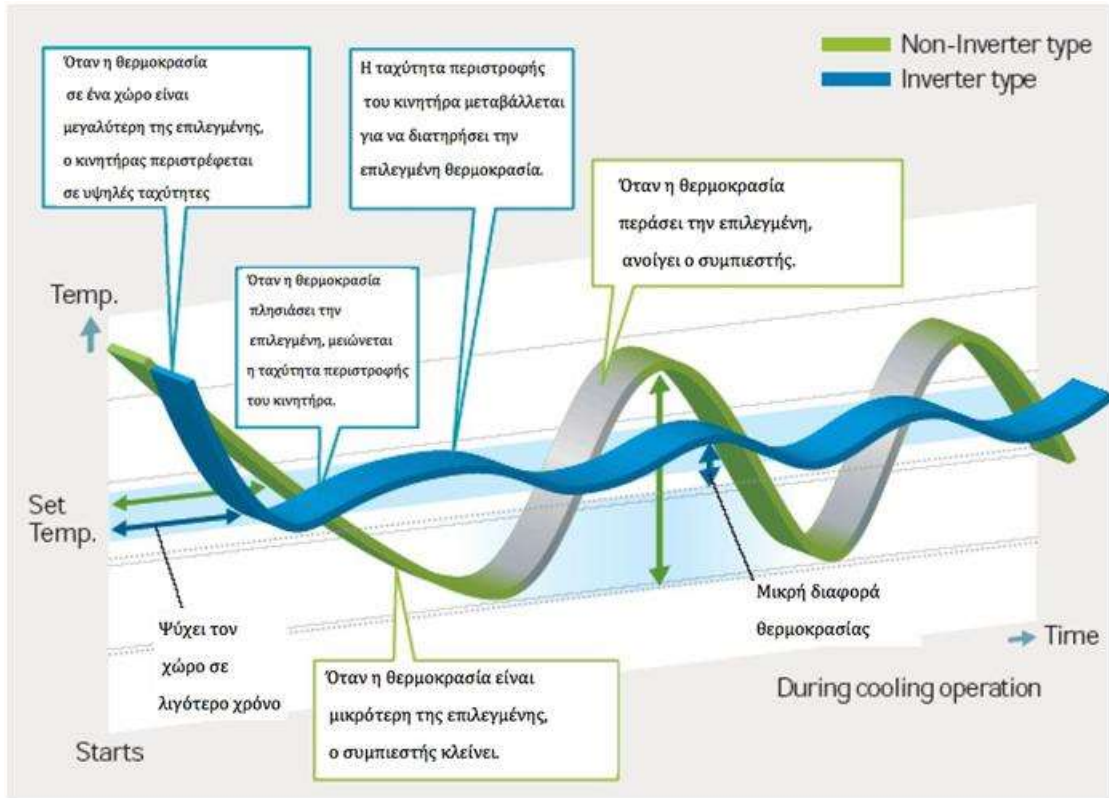 Non-Inverter type
Inverter type
Όταν η θερμοκρασία
σε ένα χώρο είναι
μεγαλύτερη της επιλεγμένης,
ο κινητήρας περιστρέφεται
σε υψηλές ταχύτητες
Η ταχύτητα περιστροφής
του κινητήρα μεταβάλλεται
για να διατηρήσει την
επιλεγμένη θερμοκρασία.
Όταν η θερμοκρασία
περάσει την επιλεγμένη,
ανοίγει ο συμπιεστής.
Όταν η θερμοκρασία
πλησιάσει την
επιλεγμένη, μειώνεται
η ταχύτητα περιστροφής
του κινητήρα.
Temp.
Set
Temp.
Ψύχει τον
χώρο σε
λιγότερο χρόνο
Μικρή διαφορά
θερμοκρασίας
Time
Όταν η θερμοκρασία είναι
μικρότερη της επιλεγμένης,
ο συμπιεστής κλείνει.
During cooling operation
Starts